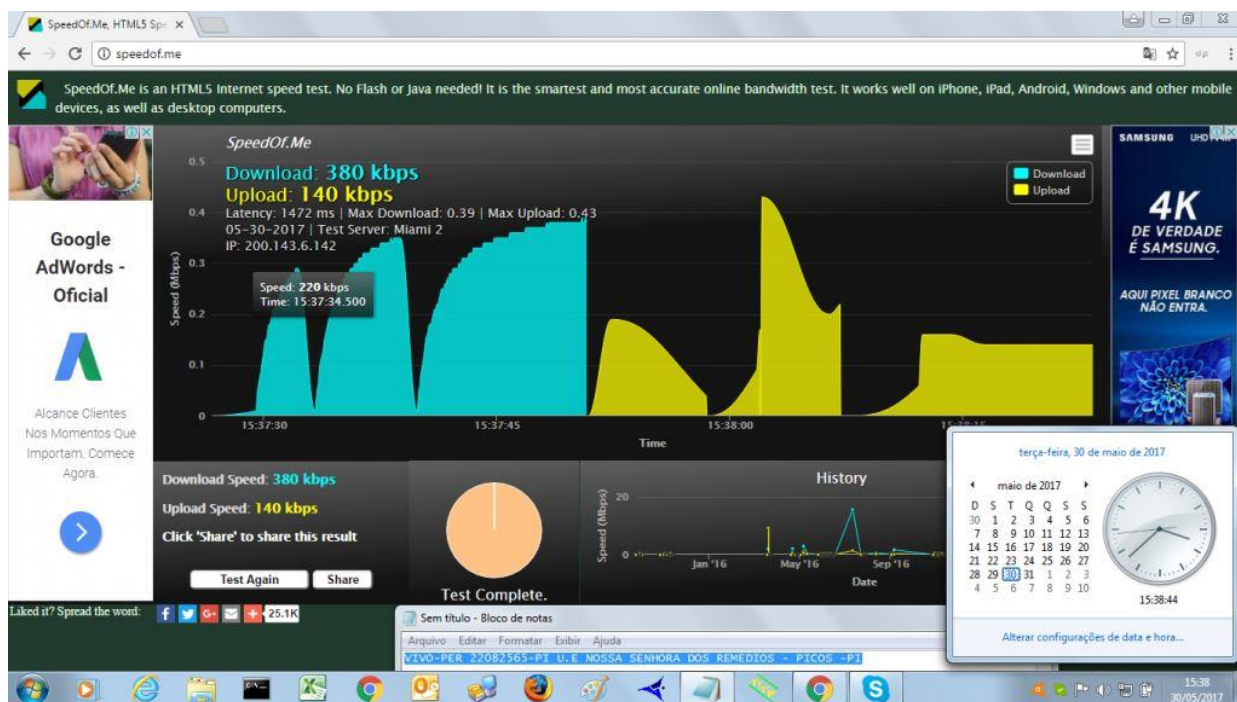 SpeedOf.Me, HTML5 Spe
speedof.me
SpeedOf.Me is an HTML5 Internet speed test. No Flash or Java needed! It is the smartest and most accurate online bandwidth test. It works well on iPhone, iPad, Android, Windows and other mobile
devices, as well as desktop computers.
SpeedOf.Me
Download: 380 kbps
Upload: 140 kbps
Latency: 1472 ms | Max Download: 0.39 | Max Upload: 0.43
05-30-2017 | Test Server: Miami 2
IP: 200.143.6.142
Download
Upload
Speed: 220 kbps
Time: 15:37:34.500
Speed (Mbps)
0.5
0.4
0.3
0.2
0.1
0
15:37:30
15:37:45
15:38:00
15:38:15
Time
Google
AdWords -
Oficial
Alcance Clientes
Nos Momentos Que
Importam. Comece
Agora.
SAMSUNG UHD
4K
DE VERDADE
É SAMSUNG.
AQUI PIXEL BRANCO
NÃO ENTRA.
Download Speed: 380 kbps
Upload Speed: 140 kbps
Click 'Share' to share this result
Test Again
Share
Test Complete.
History
Speed (Mbps)
20
0
Jan '16
May '16
Sep '16
Date
Liked it? Spread the word:
25.1K
terça-feira, 30 de maio de 2017
maio de 2017
D S T Q Q S S
30 1 2 3 4 5 6
7 8 9 10 11 12 13
14 15 16 17 18 19 20
21 22 23 24 25 26 27
28 29 30 31 1 2 3
4 5 6 7 8 9 10
15:38:44
Alterar configurações de data e hora...
Sem título - Bloco de notas
Arquivo Editar Formatar Exibir Ajuda
VIVO-PER 22082565-PI U.E NOSSA SENHORA DOS REMEDIOS - PICOS -PI
15:38
30/05/2017